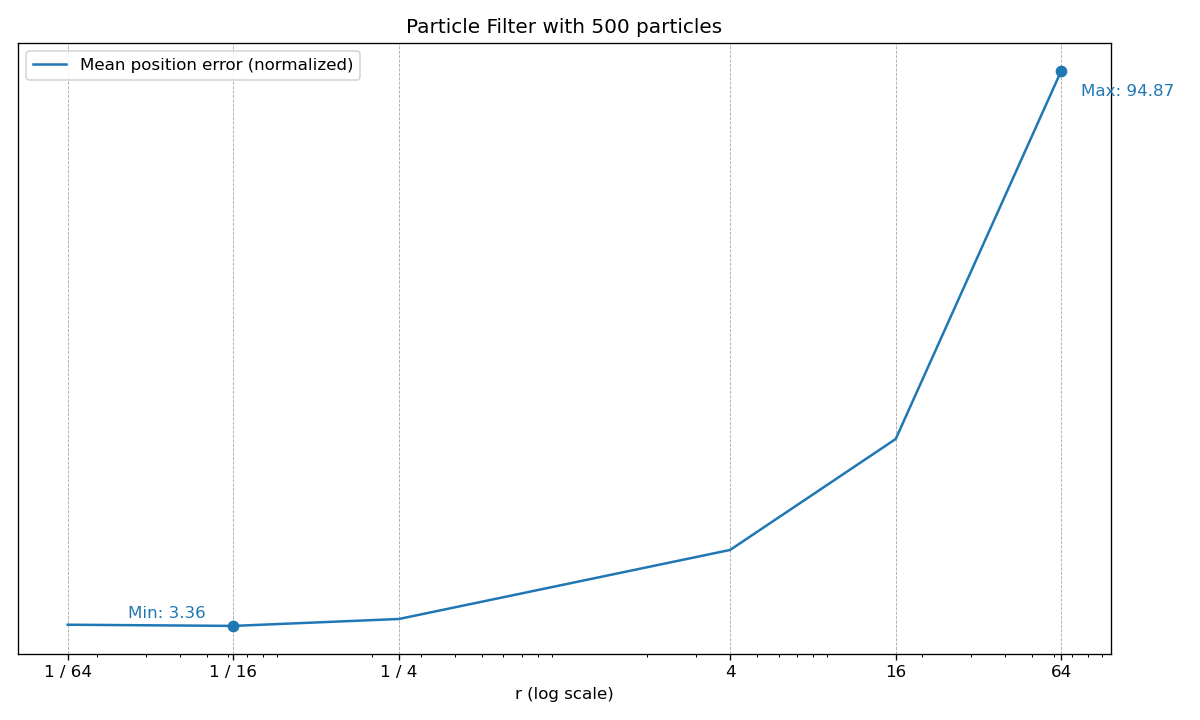 Particle Filter with 500 particles
Mean position error (normalized)
Max: 94.87
Min: 3.36
1 / 64
1 / 16
1 / 4
4
16
64
r (log scale)